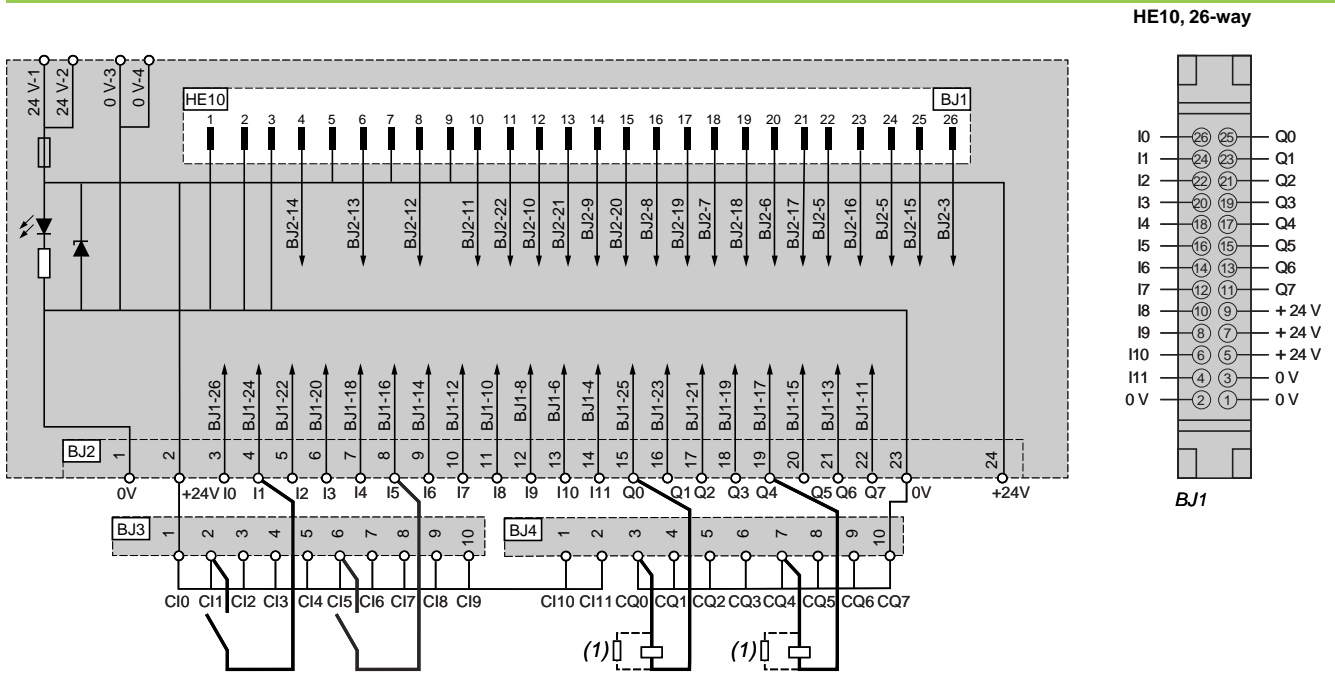 HE10, 26-way
24 V-1
24 V-2
0 V-3
0 V-4
HE10
BJ1
1 2 3 4 5 6 7 8 9 10 11 12 13 14 15 16 17 18 19 20 21 22 23 24 25 26
BJ2-14
BJ2-13
BJ2-12
BJ2-11
BJ2-22
BJ2-10
BJ2-21
BJ2-9
BJ2-20
BJ2-8
BJ2-19
BJ2-7
BJ2-18
BJ2-6
BJ2-17
BJ2-5
BJ2-16
BJ2-5
BJ2-15
BJ2-3
BJ1-26
BJ1-24
BJ1-22
BJ1-20
BJ1-18
BJ1-16
BJ1-14
BJ1-12
BJ1-10
BJ1-8
BJ1-6
BJ1-4
BJ1-25
BJ1-23
BJ1-21
BJ1-19
BJ1-17
BJ1-15
BJ1-13
BJ1-11
BJ2
1 2 3 4 5 6 7 8 9 10 11 12 13 14 15 16 17 18 19 20 21 22 23 24
0V +24V I0 I1 I2 I3 I4 I5 I6 I7 I8 I9 I10 I11 Q0 Q1 Q2 Q3 Q4 Q5 Q6 Q7 0V +24V
BJ3
1 2 3 4 5 6 7 8 9 10
BJ4
1 2 3 4 5 6 7 8 9 10
CI0 CI1 CI2 CI3 CI4 CI5 CI6 CI7 CI8 CI9
CI10 CI11 CQ0 CQ1 CQ2 CQ3 CQ4 CQ5 CQ6 CQ7
(1)
(1)
I0 26 25 Q0
I1 24 23 Q1
I2 22 21 Q2
I3 20 19 Q3
I4 18 17 Q4
I5 16 15 Q5
I6 14 13 Q6
I7 12 11 Q7
I8 10 9 + 24 V
I9 8 7 + 24 V
I10 6 5 + 24 V
I11 4 3 0 V
0 V 2 1 0 V
BJ1